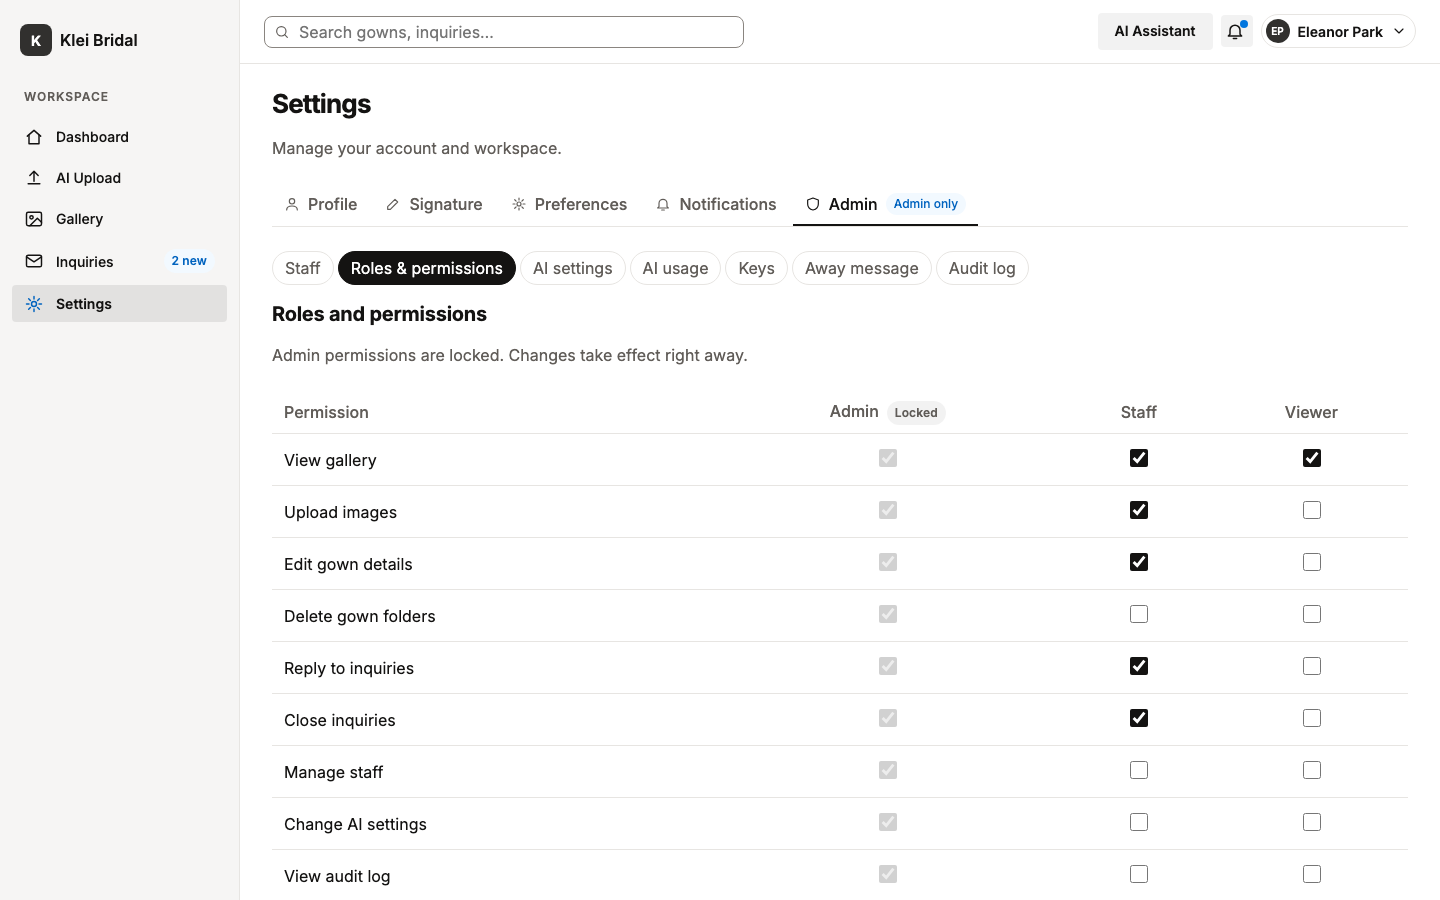 K Klei Bridal
Search gowns, inquiries...
AI Assistant
EP Eleanor Park
WORKSPACE
Dashboard
AI Upload
Gallery
Inquiries 2 new
Settings
Settings
Manage your account and workspace.
Profile Signature Preferences Notifications Admin Admin only
Staff Roles & permissions AI settings AI usage Keys Away message Audit log
Roles and permissions
Admin permissions are locked. Changes take effect right away.
Permission Admin Locked Staff Viewer
View gallery
Upload images
Edit gown details
Delete gown folders
Reply to inquiries
Close inquiries
Manage staff
Change AI settings
View audit log